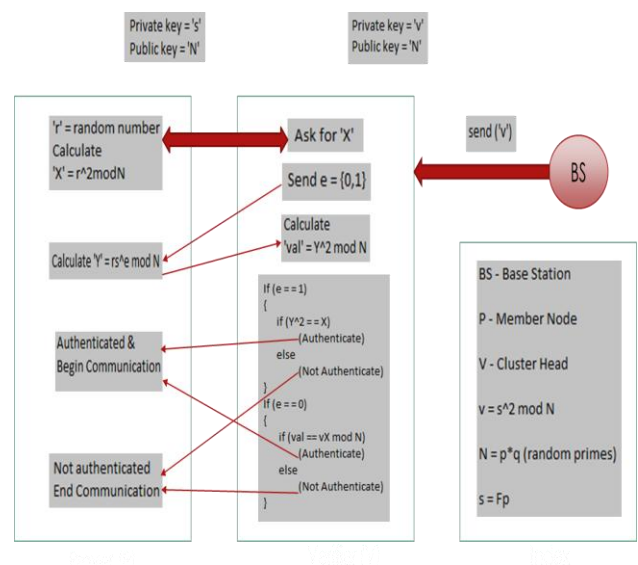 Private key = 's'
Public key = 'N'
Private key = 'v'
Public key = 'N'
'r' = random number
Calculate
'X' = r^2modN
Calculate 'Y' = rs^e mod N
Authenticated &
Begin Communication
Not authenticated
End Communication
Ask for 'X'
Send e = {0,1}
Calculate
'val' = Y^2 mod N
If (e == 1)
{
if (Y^2 == X)
(Authenticate)
else
(Not Authenticate)
}
If (e == 0)
{
if (val == vX mod N)
(Authenticate)
else
(Not Authenticate)
}
send ('v')
BS
BS - Base Station
P - Member Node
V - Cluster Head
v = s^2 mod N
N = p*q (random primes)
s = Fp